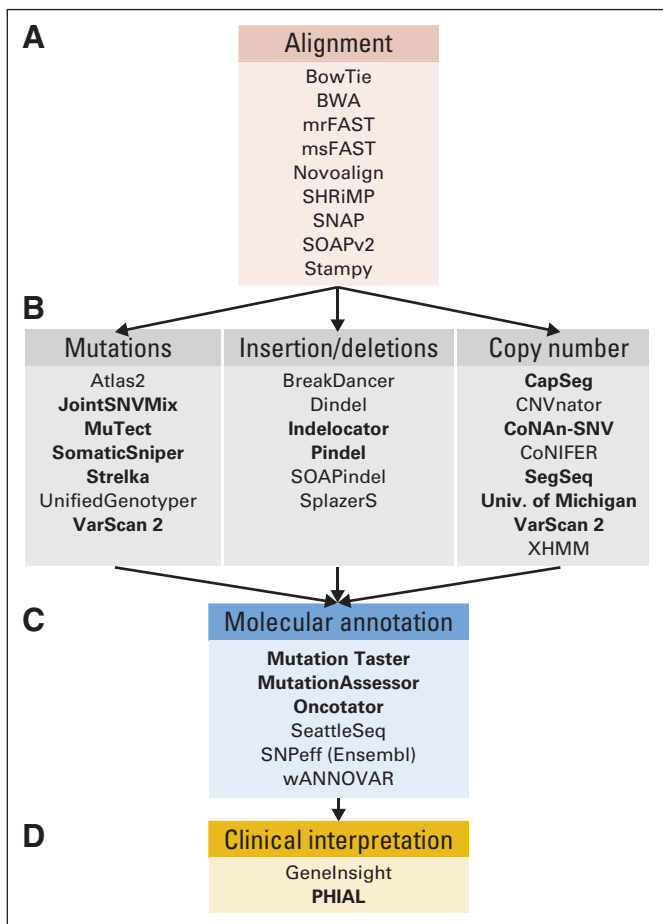 A
Alignment
BowTie
BWA
mrFAST
msFAST
Novoalign
SHRiMP
SNAP
SOAPv2
Stampy
B
Mutations
Atlas2
JointSNVMix
MuTect
SomaticSniper
Strelka
UnifiedGenotyper
VarScan 2
Insertion/deletions
BreakDancer
Dindel
Indelocator
Pindel
SOAPindel
SplazerS
Copy number
CapSeg
CNVnator
CoNAn-SNV
CoNIFER
SegSeq
Univ. of Michigan
VarScan 2
XHMM
C
Molecular annotation
Mutation Taster
MutationAssessor
Oncotator
SeattleSeq
SNPeff (Ensembl)
wANNOVAR
D
Clinical interpretation
GeneInsight
PHIAL